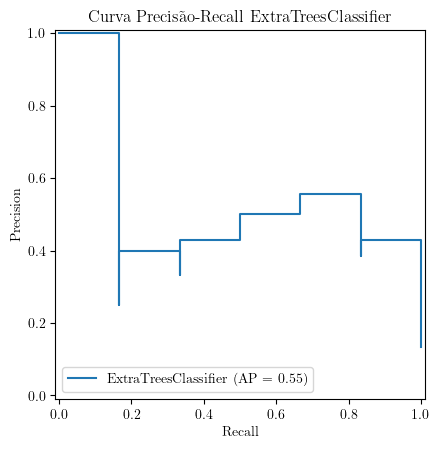 Curva Precisão-Recall ExtraTreesClassifier
1.0
0.8
0.6
0.4
0.2
0.0
Precision
ExtraTreesClassifier (AP = 0.55)
0.0 0.2 0.4 0.6 0.8 1.0
Recall